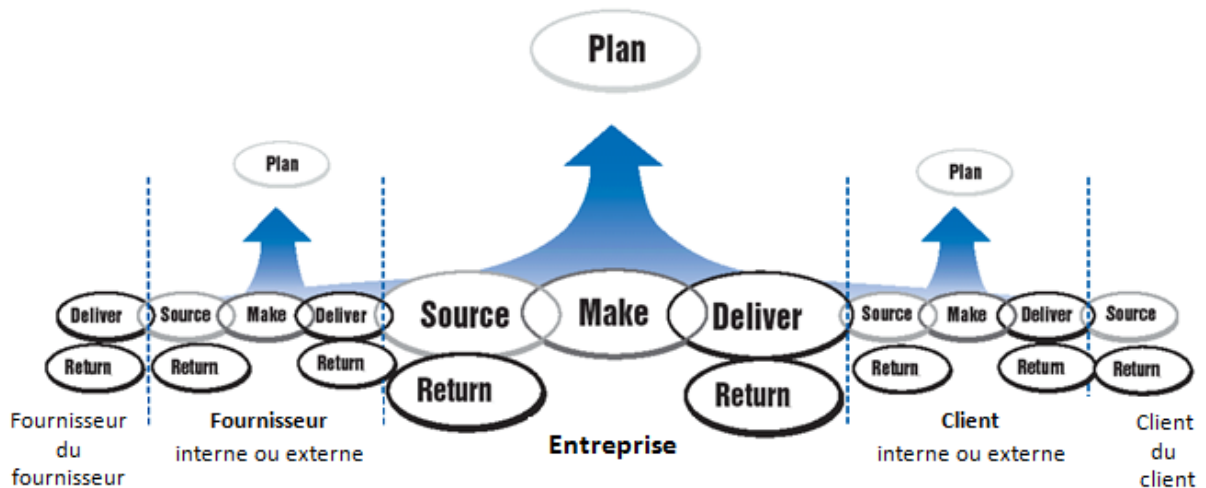 Plan
Plan
Plan
Deliver Source Make Deliver Source Make Deliver Source Make Deliver Source
Return Return Return Return Return Return Return Return
Fournisseur
du
fournisseur
Fournisseur
interne ou externe
Entreprise
Client
interne ou externe
Client
du
client